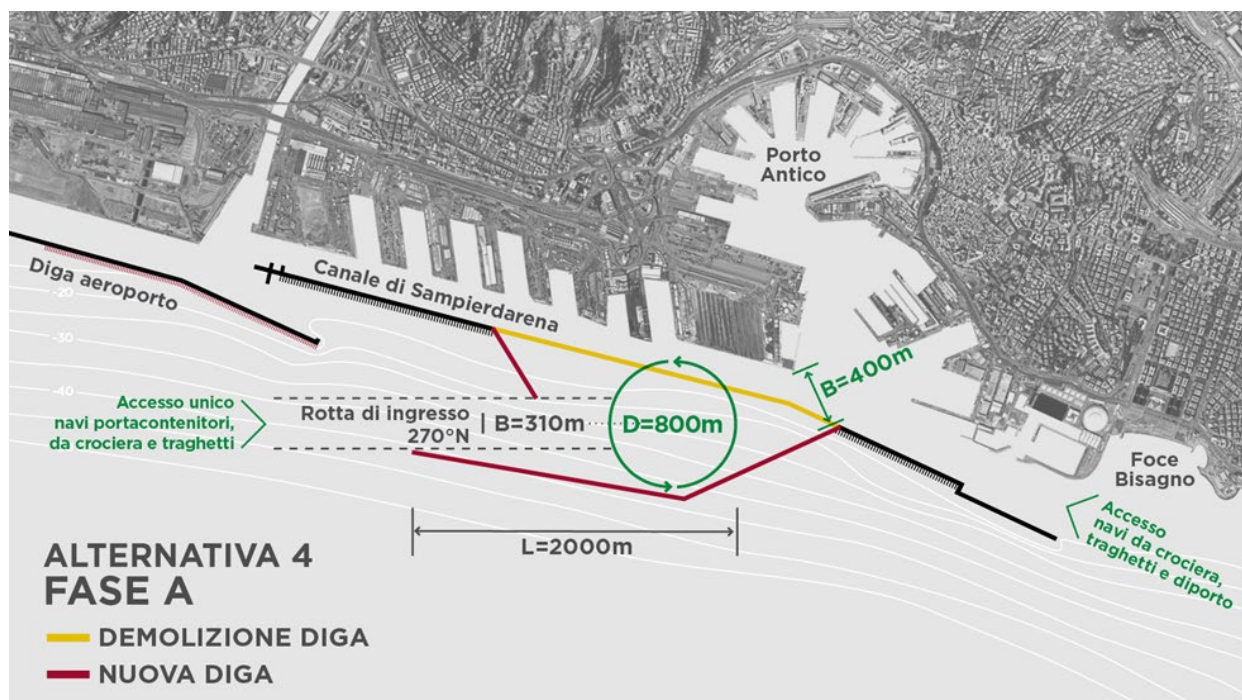 Porto
Antico
Canale di Sampierdarena
Diga aeroporto
-20
-30
-40
B=400m
Accesso unico
navi portacontenitori,
da crociera e traghetti
Rotta di ingresso
270°N
B=310m
D=800m
Foce
Bisagno
Accesso
navi da crociera,
traghetti e diporto
L=2000m
ALTERNATIVA 4
FASE A
DEMOLIZIONE DIGA
NUOVA DIGA